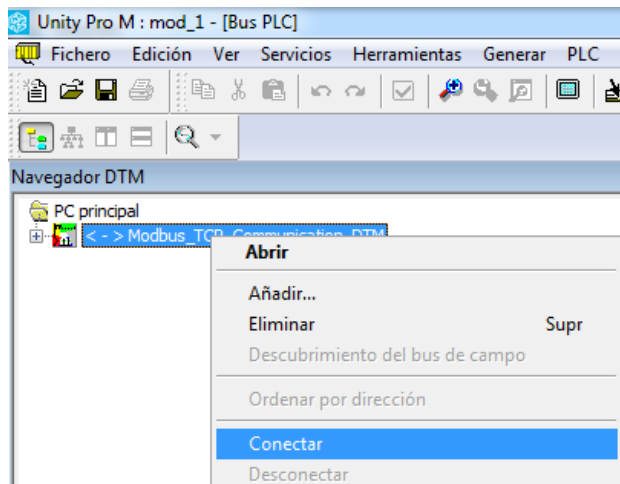 Unity Pro M : mod_1 - [Bus PLC]
Fichero Edición Ver Servicios Herramientas Generar PLC
Navegador DTM
PC principal
< - > Modbus_TCP_Communication_DTM
Abrir
Añadir...
Eliminar Supr
Descubrimiento del bus de campo
Ordenar por dirección
Conectar
Desconectar